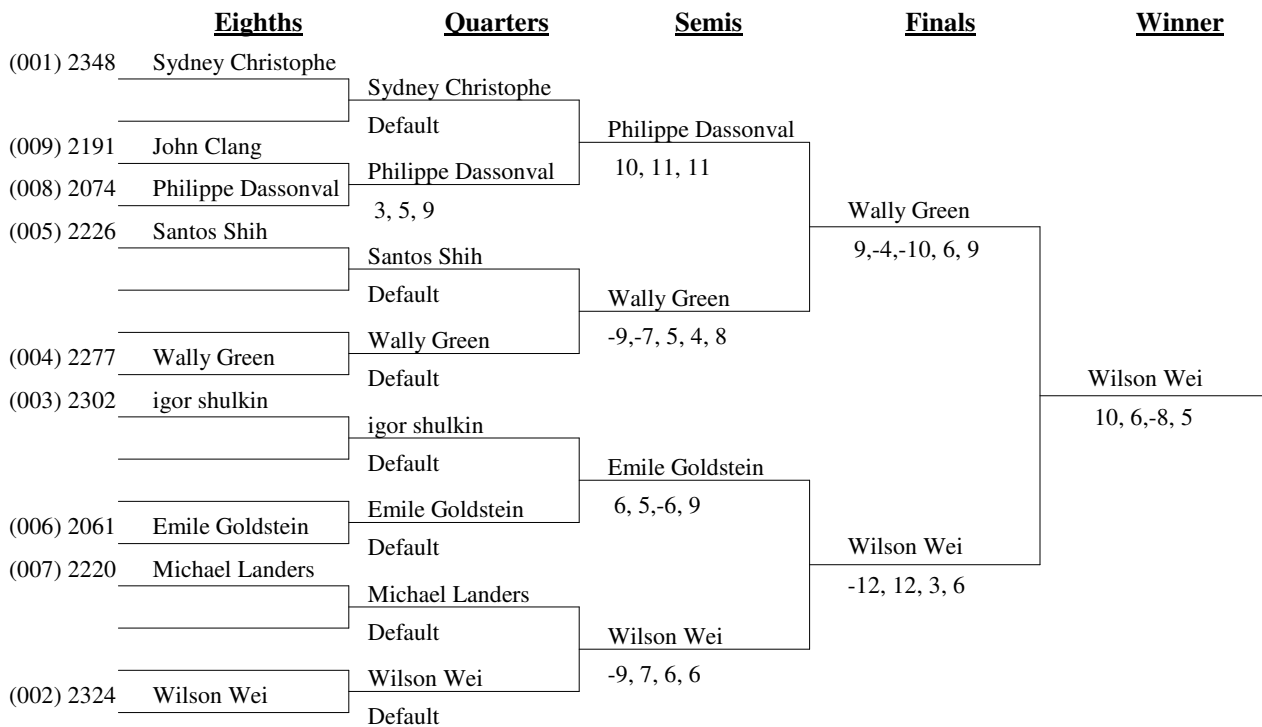 Eighths Quarters Semis Finals Winner
(001) 2348 Sydney Christophe
Sydney Christophe
Default
Philippe Dassonval
(009) 2191 John Clang
10, 11, 11
Philippe Dassonval
(008) 2074 Philippe Dassonval
3, 5, 9
Wally Green
(005) 2226 Santos Shih
9,-4,-10, 6, 9
Santos Shih
Default
Wally Green
-9,-7, 5, 4, 8
Wally Green
(004) 2277 Wally Green
Default
Wilson Wei
(003) 2302 igor shulkin
10, 6,-8, 5
igor shulkin
Default
Emile Goldstein
6, 5,-6, 9
Emile Goldstein
(006) 2061 Emile Goldstein
Default
Wilson Wei
(007) 2220 Michael Landers
-12, 12, 3, 6
Michael Landers
Default
Wilson Wei
-9, 7, 6, 6
Wilson Wei
(002) 2324 Wilson Wei
Default